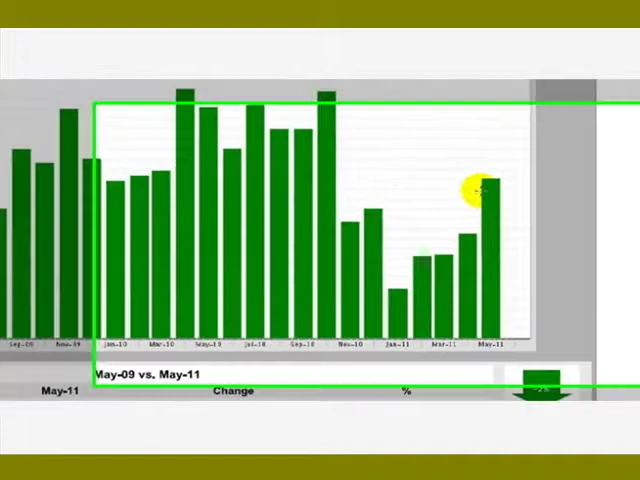 Sep-09 Nov-09 Jan-10 Mar-10 May-10 Jul-10 Sep-10 Nov-10 Jan-11 Mar-11 May-11
May-09 vs. May-11
May-11 Change %